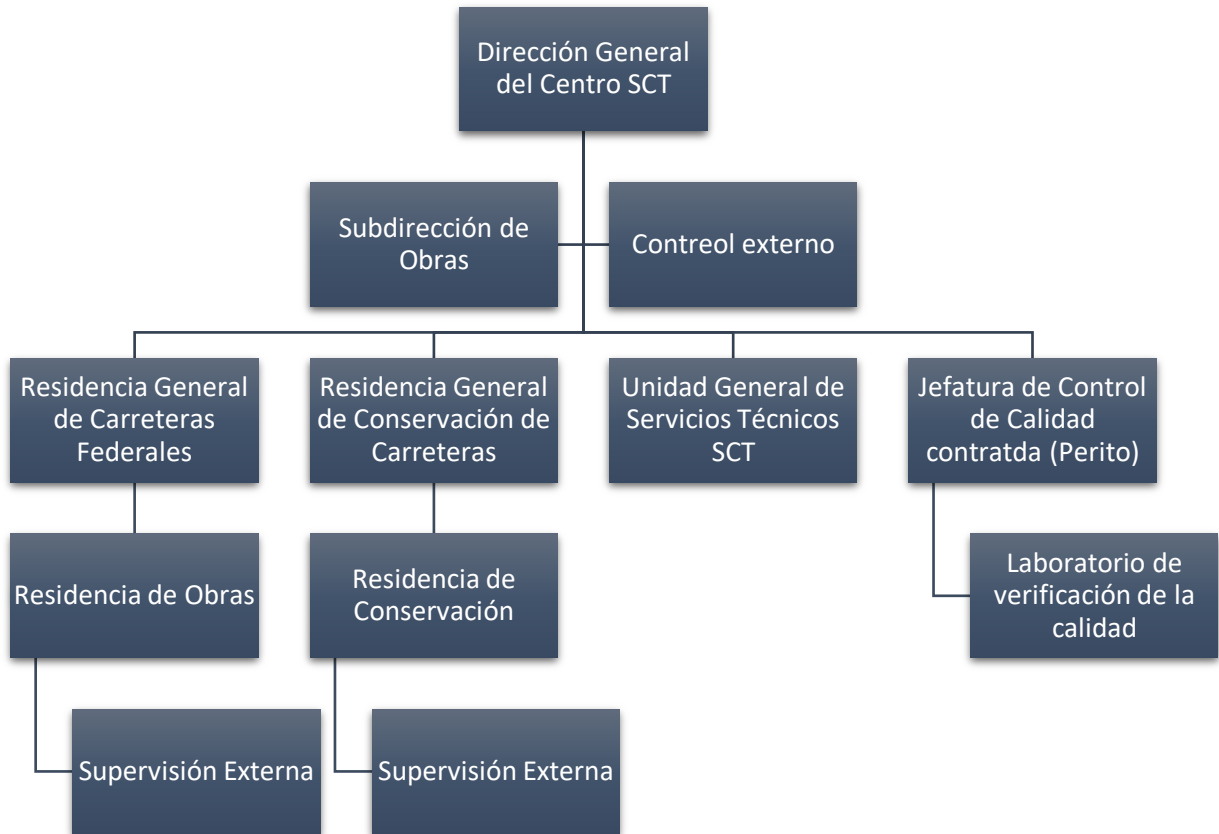 Dirección General
del Centro SCT
Subdirección de
Obras
Contreol externo
Residencia General
de Carreteras
Federales
Residencia General
de Conservación de
Carreteras
Unidad General de
Servicios Técnicos
SCT
Jefatura de Control
de Calidad
contratda (Perito)
Residencia de Obras
Residencia de
Conservación
Laboratorio de
verificación de la
calidad
Supervisión Externa
Supervisión Externa